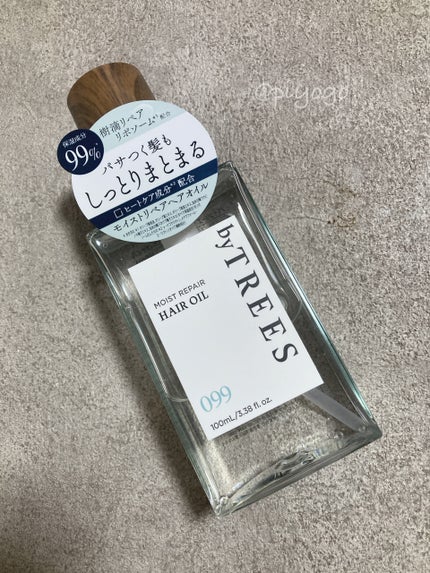 @piyogo
樹滴リペア
リポソーム*¹配合
保湿成分
99%
パサつく髪も
しっとりまとまる
ヒートケア成分*²配合
モイストリペアヘアオイル
byTREES
MOIST REPAIR
HAIR OIL
099
100mL/3.38 fl. oz.